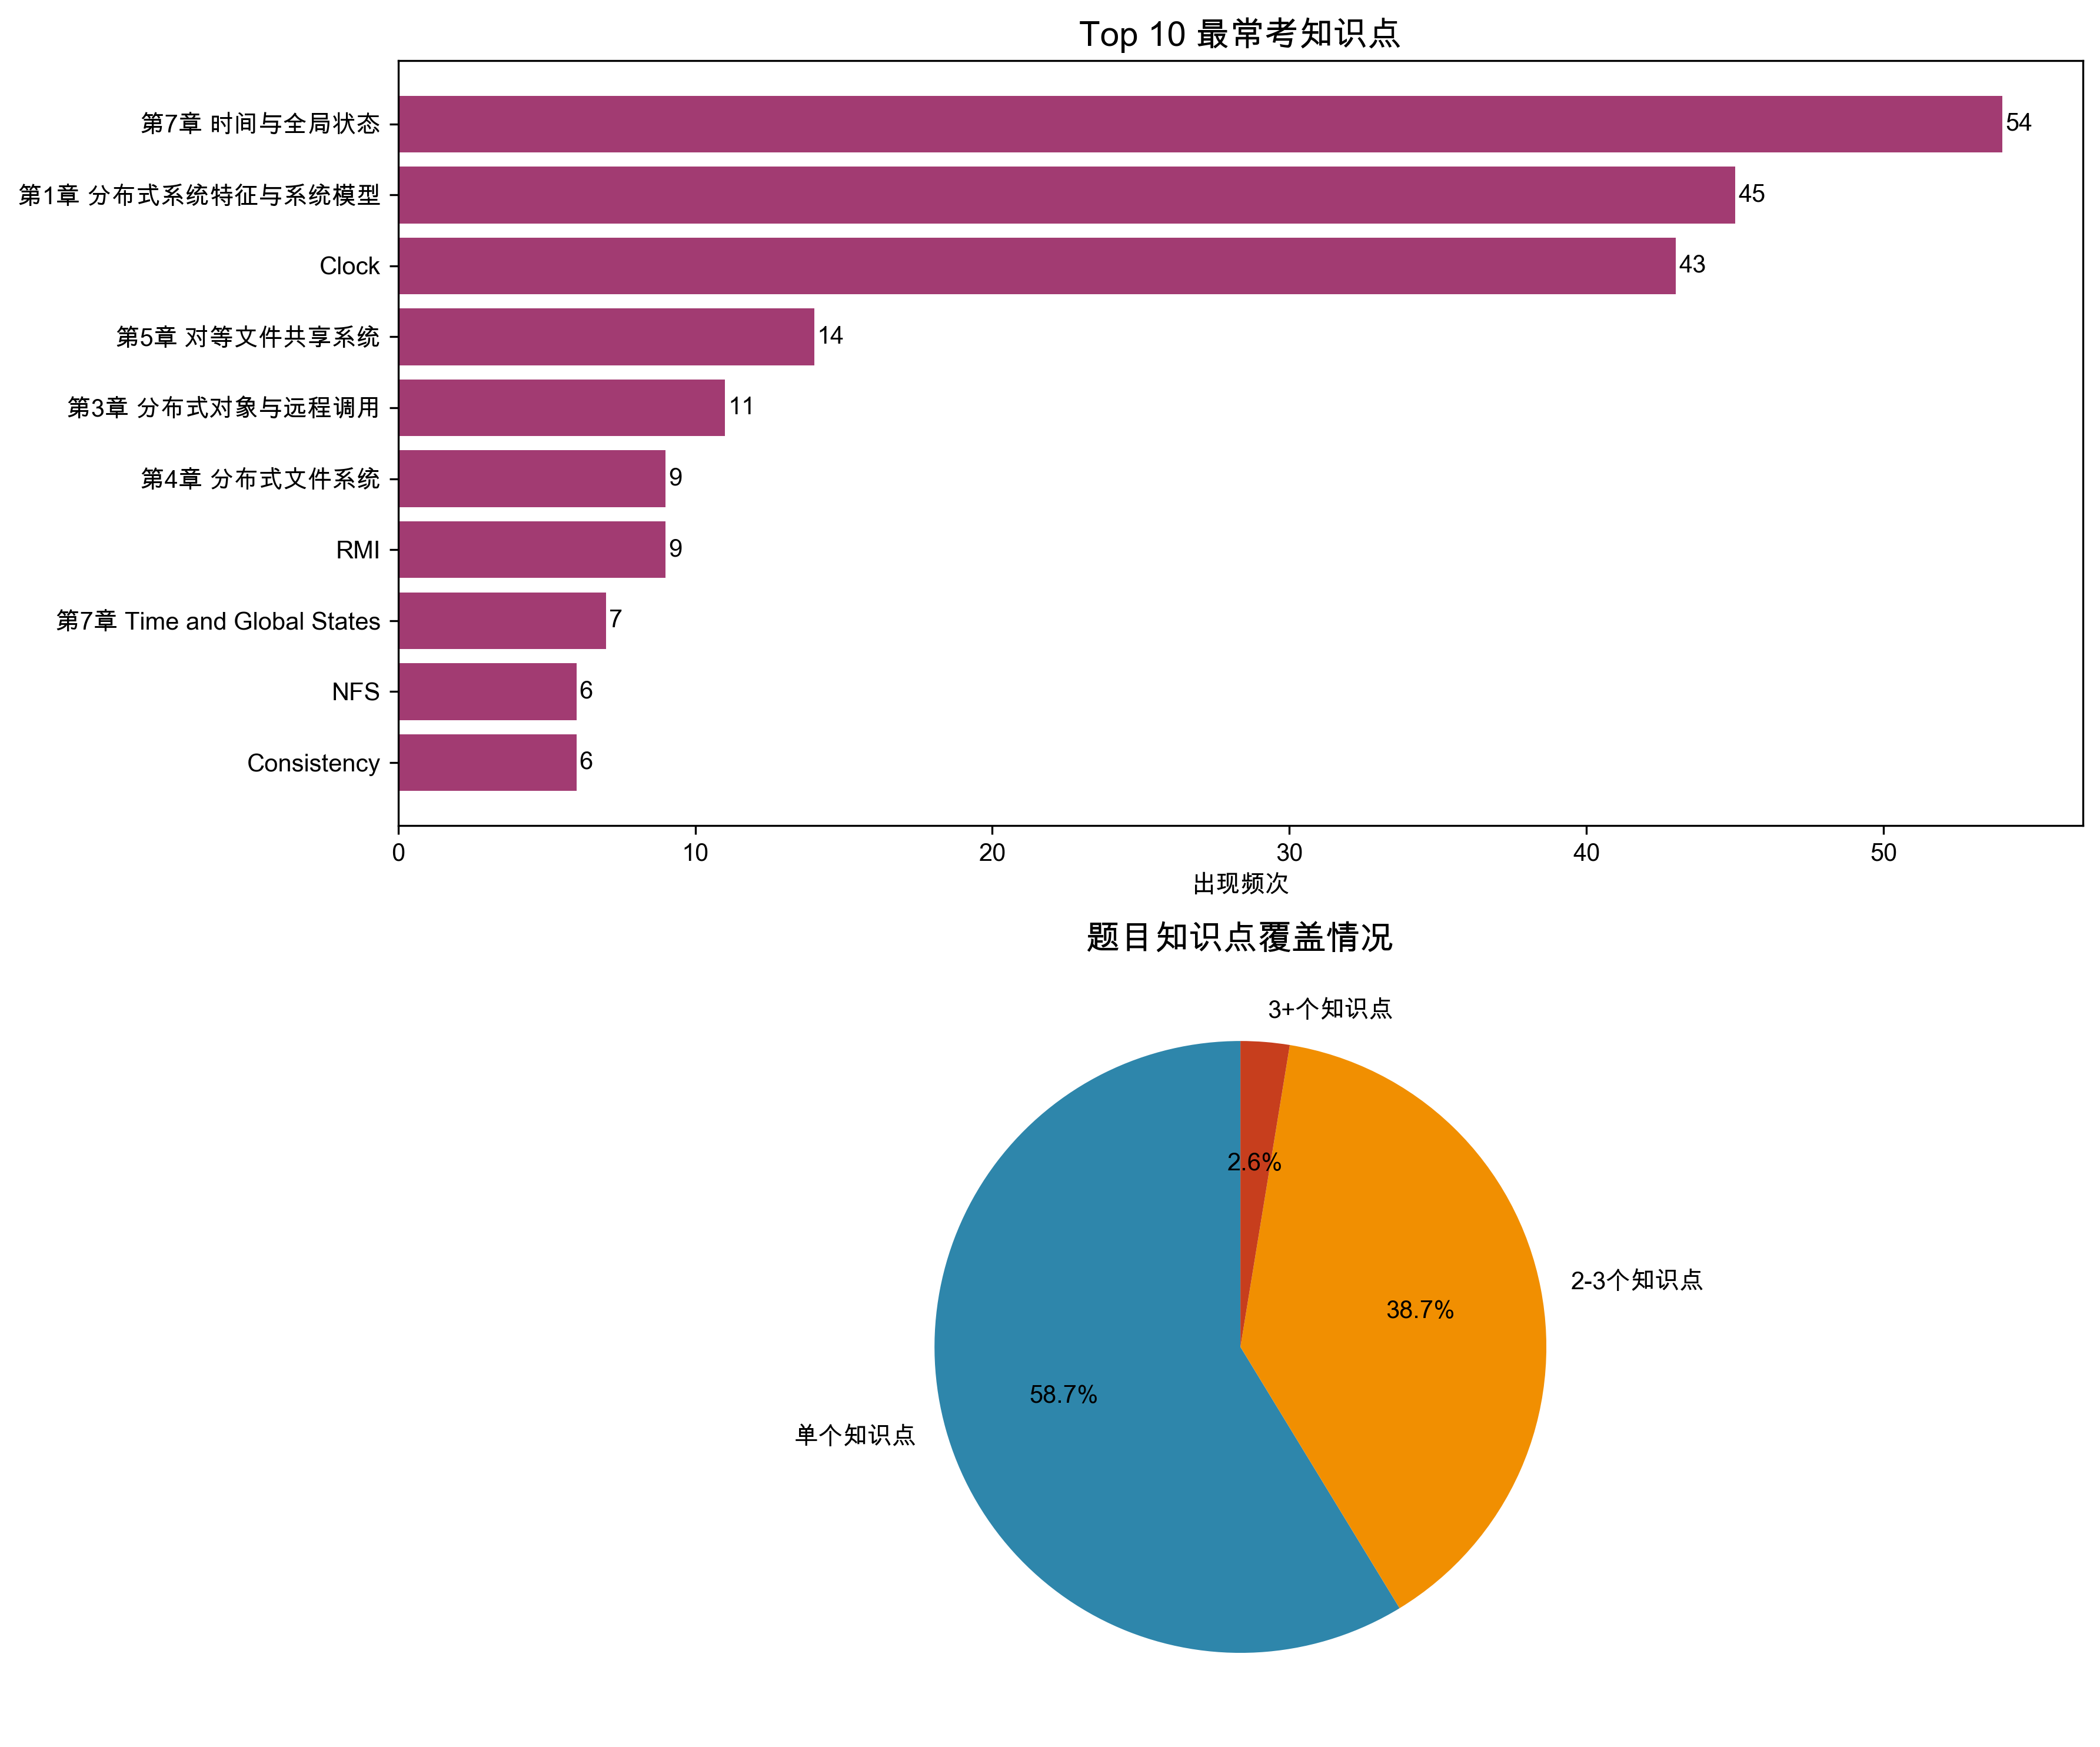 Top 10 最常考知识点
第7章 时间与全局状态
54
第1章 分布式系统特征与系统模型
45
Clock
43
第5章 对等文件共享系统
14
第3章 分布式对象与远程调用
11
第4章 分布式文件系统
9
RMI
9
第7章 Time and Global States
7
NFS
6
Consistency
6
0 10 20 30 40 50
出现频次
题目知识点覆盖情况
3+个知识点
2.6%
2-3个知识点
38.7%
58.7%
单个知识点